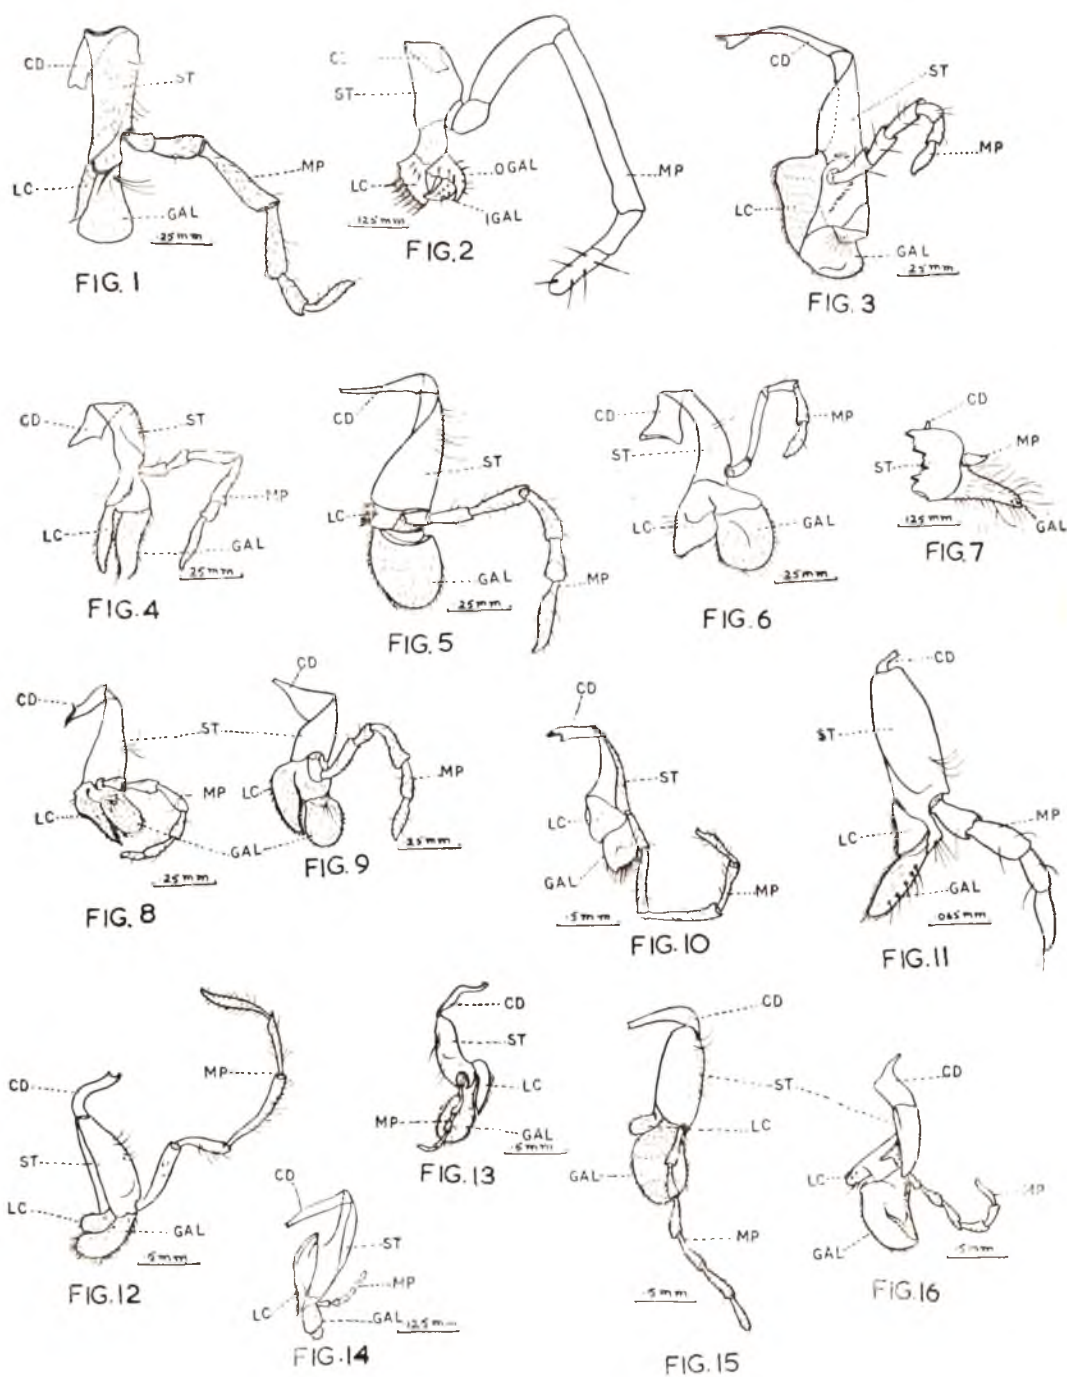 CD
ST
MP
LC
GAL
.25mm
FIG. 1
ST
LC
OGAL
IGAL
MP
.125mm
FIG. 2
CD
ST
MP
LC
GAL
.25mm
FIG. 3
CD
ST
MP
LC
GAL
.25mm
FIG. 4
CD
ST
LC
GAL
MP
.25mm
FIG. 5
CD
MP
ST
LC
GAL
.25mm
FIG. 6
CD
MP
ST
GAL
.125mm
FIG. 7
CD
ST
MP
LC
GAL
.25mm
FIG. 8
CD
MP
LC
.25mm
FIG. 9
CD
ST
LC
GAL
MP
.5mm
FIG. 10
CD
ST
MP
LC
GAL
.065mm
FIG. 11
MP
CD
ST
LC
GAL
.5mm
FIG. 12
CD
ST
LC
MP
GAL
.5mm
FIG. 13
CD
ST
MP
LC
GAL
.125mm
FIG. 14
CD
ST
LC
GAL
MP
.5mm
FIG. 15
CD
LC
MP
GAL
.5mm
FIG. 16